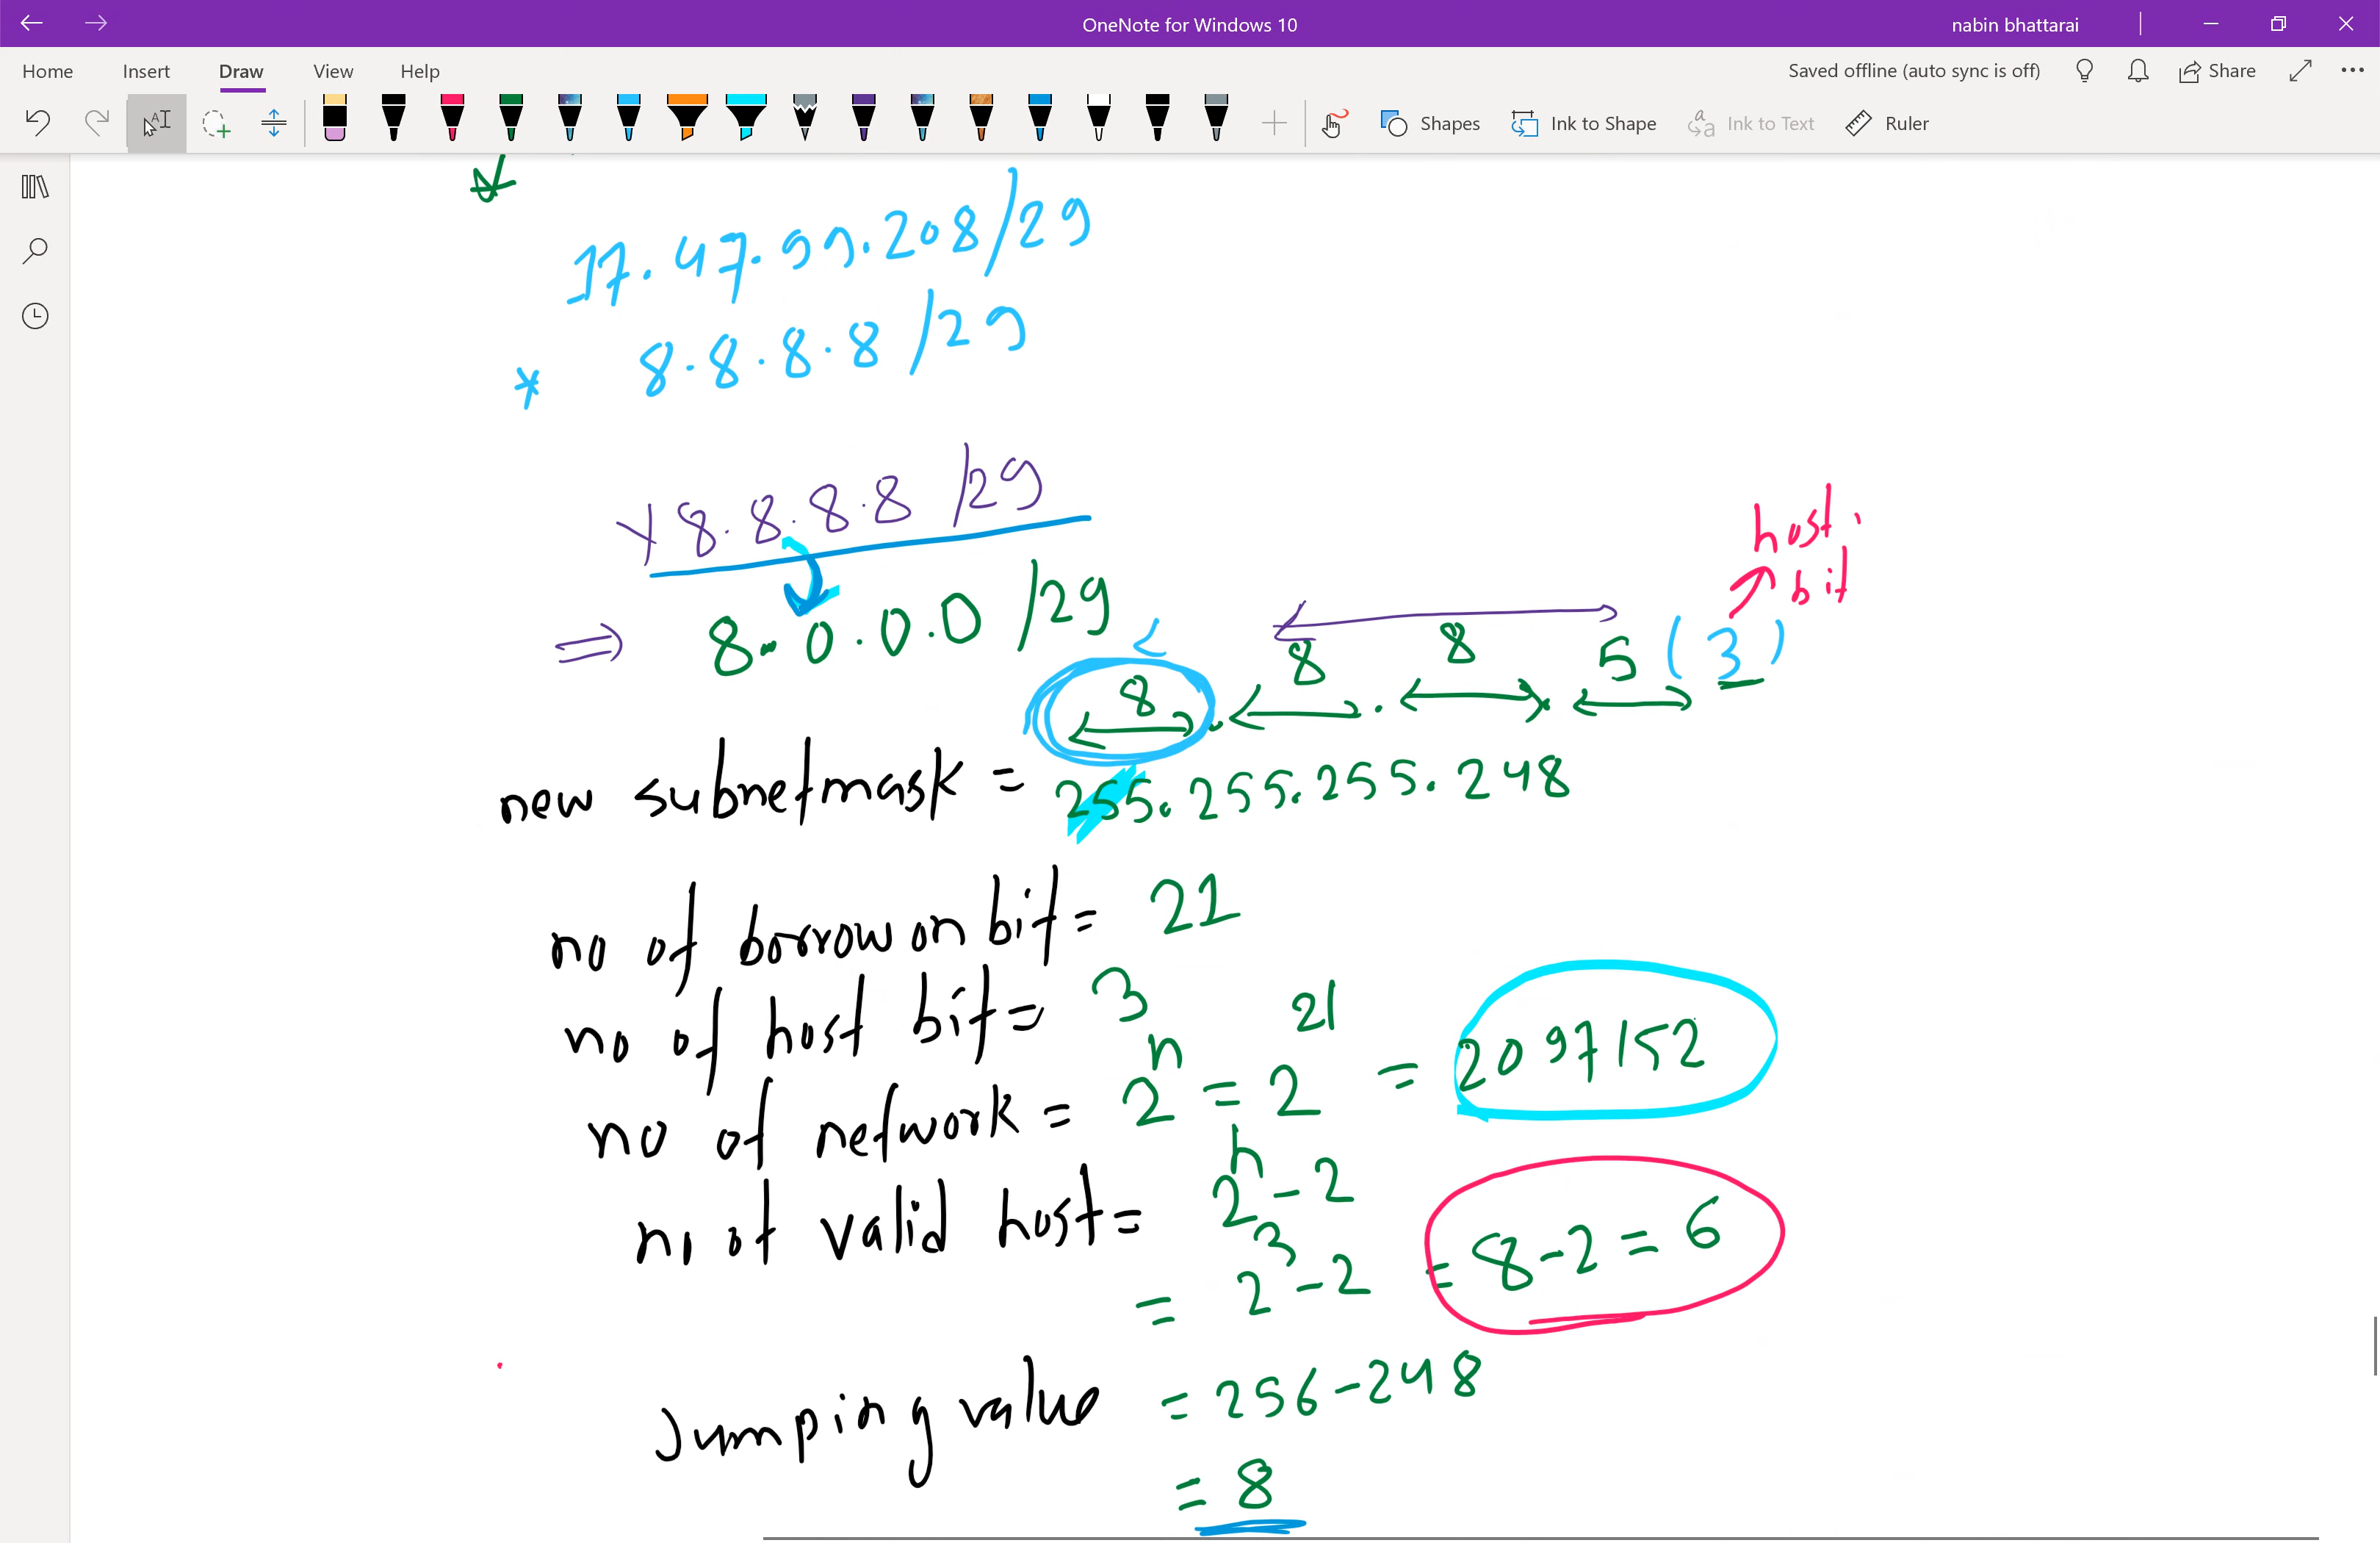 OneNote for Windows 10
nabin bhattarai
Home Insert Draw View Help
Saved offline (auto sync is off)
Share
Shapes Ink to Shape Ink to Text Ruler
17.47.99.208/29
* 8.8.8.8/29
8.8.8.8/29
host
bit
⇒ 8.0.0.0/29
8 . 8 . 8 . 5 (3)
new subnetmask = 255.255.255.248
no of borrow on bit = 21
no of host bit = 3
no of network = 2^n = 2^21 = 2097152
no of valid host = 2^h - 2
= 2^3 - 2 = 8-2 = 6
Jumping value = 256-248
= 8